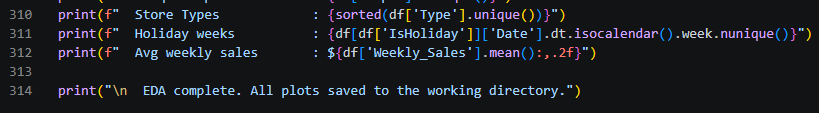 310 print(f"  Store Types            : {sorted(df['Type'].unique())}")
311 print(f"  Holiday weeks          : {df[df['IsHoliday']]['Date'].dt.isocalendar().week.nunique()}")
312 print(f"  Avg weekly sales       : ${df['Weekly_Sales'].mean():,.2f}")
313
314 print("\n  EDA complete. All plots saved to the working directory.")